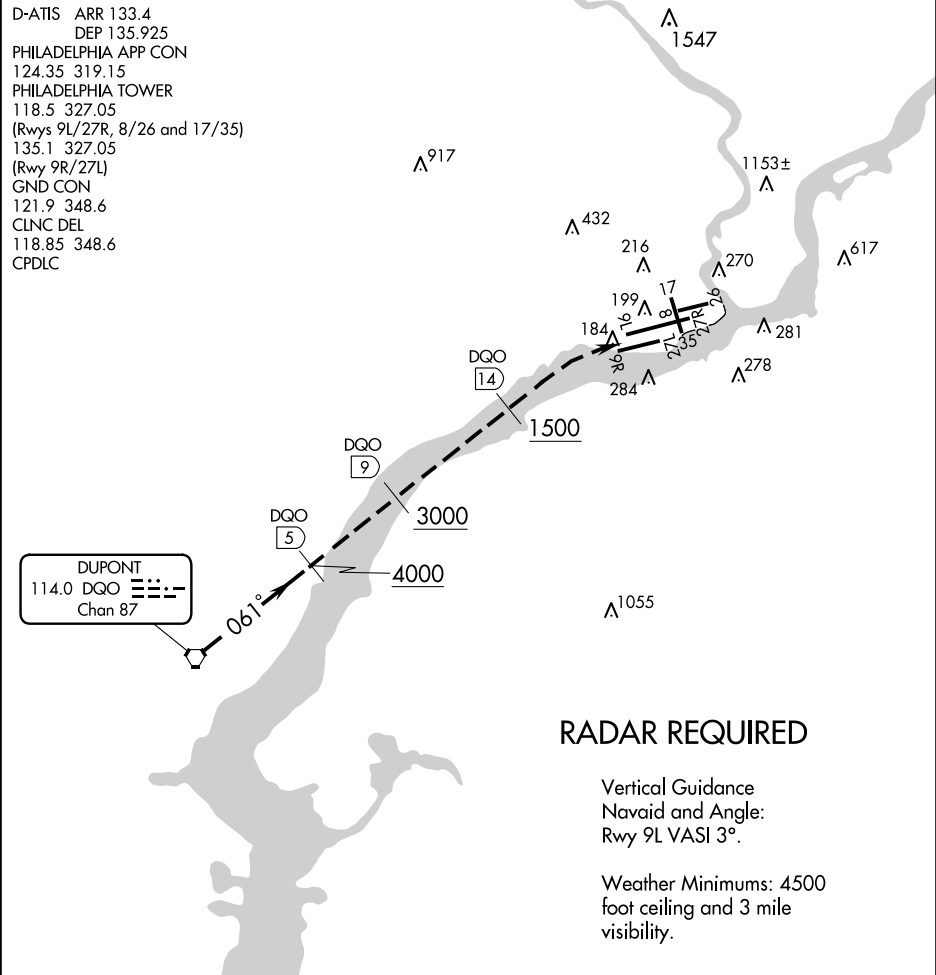 D-ATIS ARR 133.4
DEP 135.925
PHILADELPHIA APP CON
124.35 319.15
PHILADELPHIA TOWER
118.5 327.05
(Rwys 9L/27R, 8/26 and 17/35)
135.1 327.05
(Rwy 9R/27L)
GND CON
121.9 348.6
CLNC DEL
118.85 348.6
CPDLC
1547
917
1153±
432
216
270
617
17
26
199
8
9L
27R
184
281
27L
35
9R
278
284
DQO
14
1500
DQO
9
3000
DQO
5
4000
DUPONT
114.0 DQO
Chan 87
061°
1055
RADAR REQUIRED
Vertical Guidance
Navaid and Angle:
Rwy 9L VASI 3°.
Weather Minimums: 4500
foot ceiling and 3 mile
visibility.